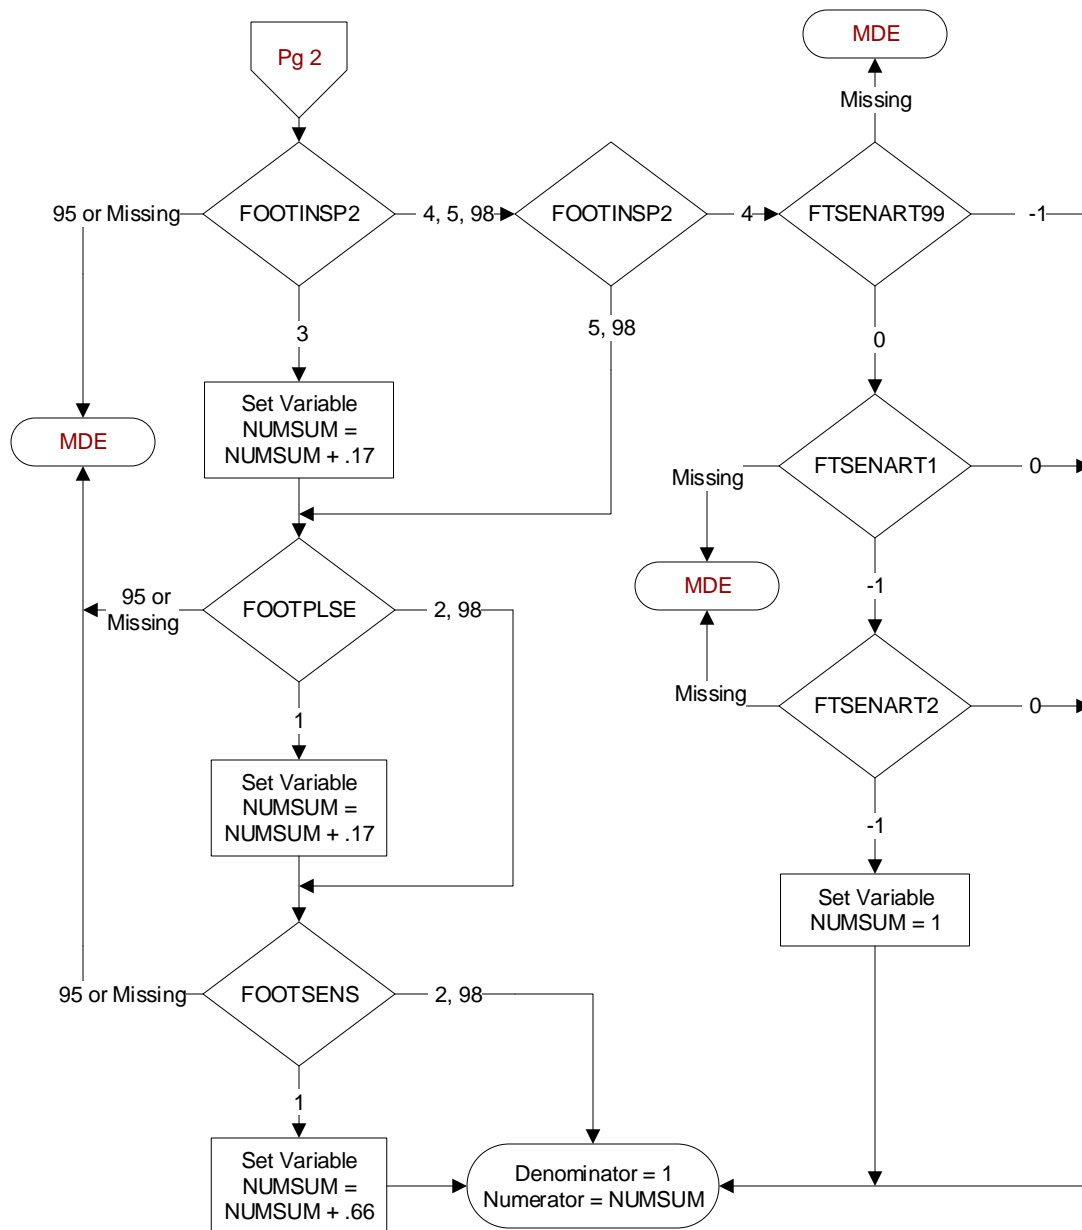 MDE
Pg 2
Missing
95 or Missing
FOOTINSP2
4, 5, 98
FOOTINSP2
4
FTSENART99
-1
3
5, 98
0
Set Variable
NUMSUM =
NUMSUM + .17
MDE
Missing
FTSENART1
0
MDE
-1
95 or
Missing
FOOTPLSE
2, 98
Missing
FTSENART2
0
1
Set Variable
NUMSUM =
NUMSUM + .17
-1
Set Variable
NUMSUM = 1
95 or Missing
FOOTSENS
2, 98
1
Set Variable
NUMSUM =
NUMSUM + .66
Denominator = 1
Numerator = NUMSUM